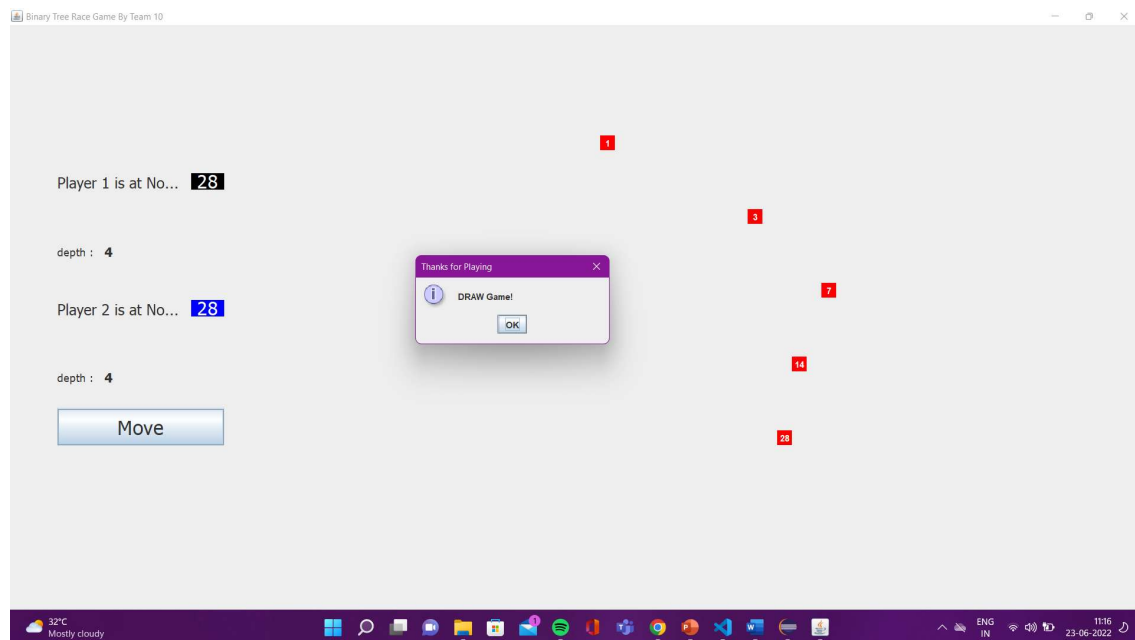 Binary Tree Race Game By Team 10
1
Player 1 is at No... 28
3
depth : 4
Thanks for Playing
DRAW Game!
7
Player 2 is at No... 28
OK
14
depth : 4
Move
28
32°C
Mostly cloudy
1
ENG
IN
11:16
23-06-2022